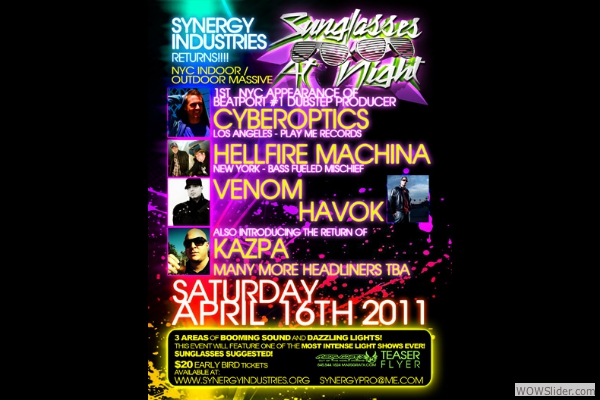 SYNERGY
INDUSTRIES
RETURNS!!!!
NYC INDOOR /
OUTDOOR MASSIVE
Sunglasses
At Night
1ST NYC APPEARANCE OF
BEATPORT #1 DUBSTEP PRODUCER
CYBEROPTICS
LOS ANGELES - PLAY ME RECORDS
HELLFIRE MACHINA
NEW YORK - BASS FUELED MISCHIEF
VENOM
HAVOK
ALSO INTRODUCING THE RETURN OF
KAZPA
MANY MORE HEADLINERS TBA
SATURDAY
APRIL 16TH 2011
3 AREAS OF BOOMING SOUND AND DAZZLING LIGHTS!
THIS EVENT WILL FEATURE ONE OF THE MOST INTENSE LIGHT SHOWS EVER!
SUNGLASSES SUGGESTED!
$20 EARLY BIRD TICKETS
AVAILABLE AT:
WWW.SYNERGYINDUSTRIES.ORG SYNERGYPRO@ME.COM
TEASER
FLYER
WOWSlider.com